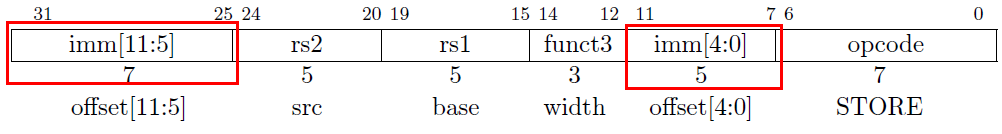 31 25 24 20 19 15 14 12 11 7 6 0
imm[11:5] rs2 rs1 funct3 imm[4:0] opcode
7 5 5 3 5 7
offset[11:5] src base width offset[4:0] STORE